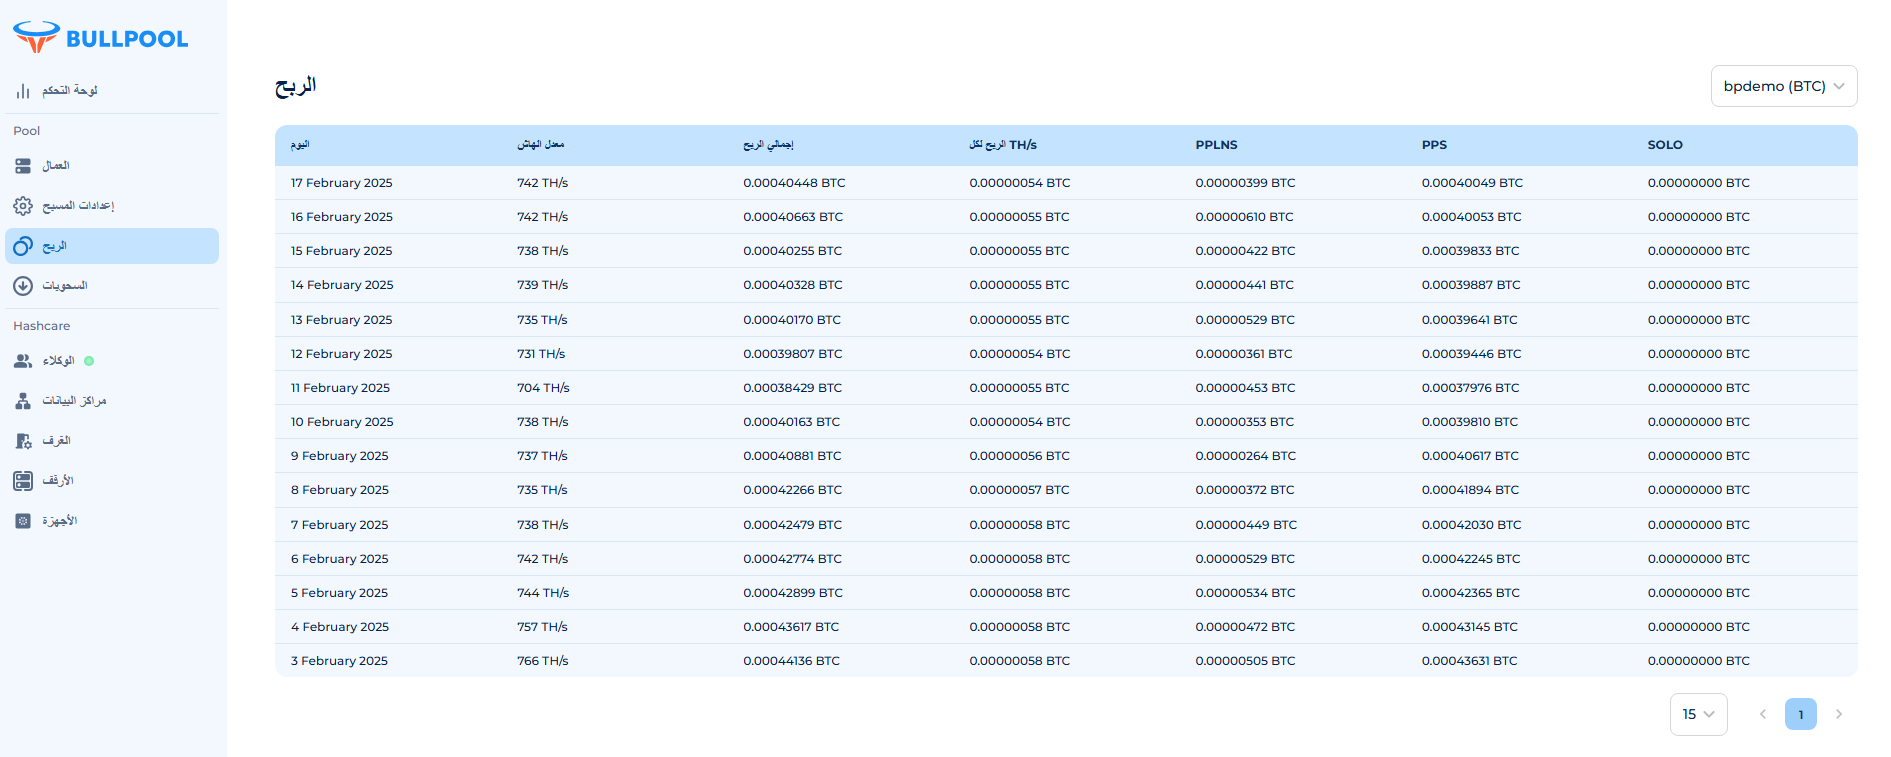 BULLPOOL
لوحة التحكم
Pool
العمال
إعدادات المسيح
الربح
السحوبات
Hashcare
الوكلاء
مراكز البيانات
الغرف
الأرفف
الأجهزة
الربح
bpdemo (BTC)
اليوم معدل الهاش إجمالي الربح الربح لكل TH/s PPLNS PPS SOLO
17 February 2025 742 TH/s 0.00040448 BTC 0.00000054 BTC 0.00000399 BTC 0.00040049 BTC 0.00000000 BTC
16 February 2025 742 TH/s 0.00040663 BTC 0.00000055 BTC 0.00000610 BTC 0.00040053 BTC 0.00000000 BTC
15 February 2025 738 TH/s 0.00040255 BTC 0.00000055 BTC 0.00000422 BTC 0.00039833 BTC 0.00000000 BTC
14 February 2025 739 TH/s 0.00040328 BTC 0.00000055 BTC 0.00000441 BTC 0.00039887 BTC 0.00000000 BTC
13 February 2025 735 TH/s 0.00040170 BTC 0.00000055 BTC 0.00000529 BTC 0.00039641 BTC 0.00000000 BTC
12 February 2025 731 TH/s 0.00039807 BTC 0.00000054 BTC 0.00000361 BTC 0.00039446 BTC 0.00000000 BTC
11 February 2025 704 TH/s 0.00038429 BTC 0.00000055 BTC 0.00000453 BTC 0.00037976 BTC 0.00000000 BTC
10 February 2025 738 TH/s 0.00040163 BTC 0.00000054 BTC 0.00000353 BTC 0.00039810 BTC 0.00000000 BTC
9 February 2025 737 TH/s 0.00040881 BTC 0.00000056 BTC 0.00000264 BTC 0.00040617 BTC 0.00000000 BTC
8 February 2025 735 TH/s 0.00042266 BTC 0.00000057 BTC 0.00000372 BTC 0.00041894 BTC 0.00000000 BTC
7 February 2025 738 TH/s 0.00042479 BTC 0.00000058 BTC 0.00000449 BTC 0.00042030 BTC 0.00000000 BTC
6 February 2025 742 TH/s 0.00042774 BTC 0.00000058 BTC 0.00000529 BTC 0.00042245 BTC 0.00000000 BTC
5 February 2025 744 TH/s 0.00042899 BTC 0.00000058 BTC 0.00000534 BTC 0.00042365 BTC 0.00000000 BTC
4 February 2025 757 TH/s 0.00043617 BTC 0.00000058 BTC 0.00000472 BTC 0.00043145 BTC 0.00000000 BTC
3 February 2025 766 TH/s 0.00044136 BTC 0.00000058 BTC 0.00000505 BTC 0.00043631 BTC 0.00000000 BTC
15 1